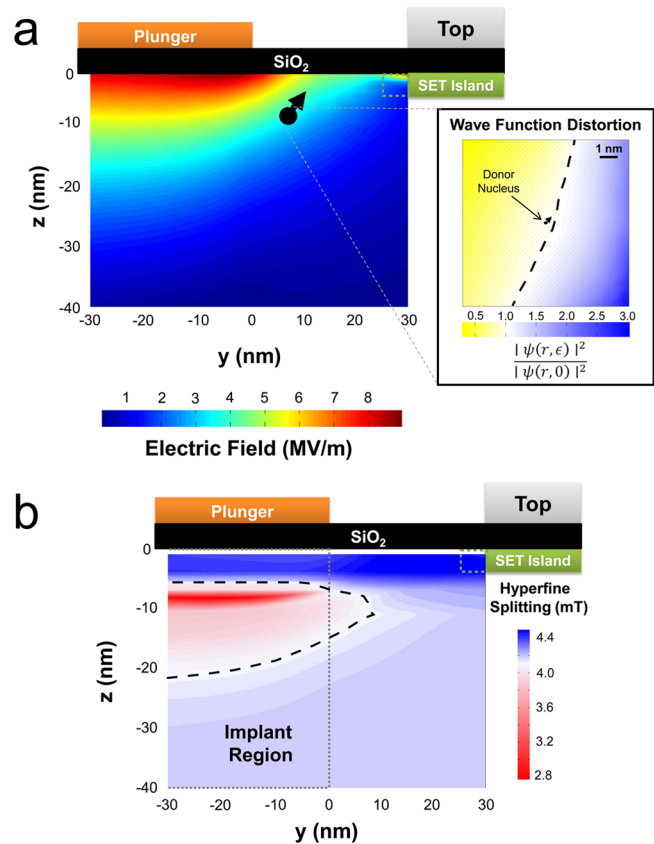 a
Plunger
Top
SiO₂
SET Island
0
-10
-20
-30
-40
z (nm)
-30 -20 -10 0 10 20 30
y (nm)
Wave Function Distortion
1 nm
Donor
Nucleus
0.5 1.0 1.5 2.0 2.5 3.0
| ψ(r, ϵ) |²
| ψ(r, 0) |²
1 2 3 4 5 6 7 8
Electric Field (MV/m)
b
Plunger
Top
SiO₂
SET Island
0
-10
-20
-30
-40
z (nm)
Implant
Region
-30 -20 -10 0 10 20 30
y (nm)
Hyperfine
Splitting (mT)
4.4
4.0
3.6
3.2
2.8